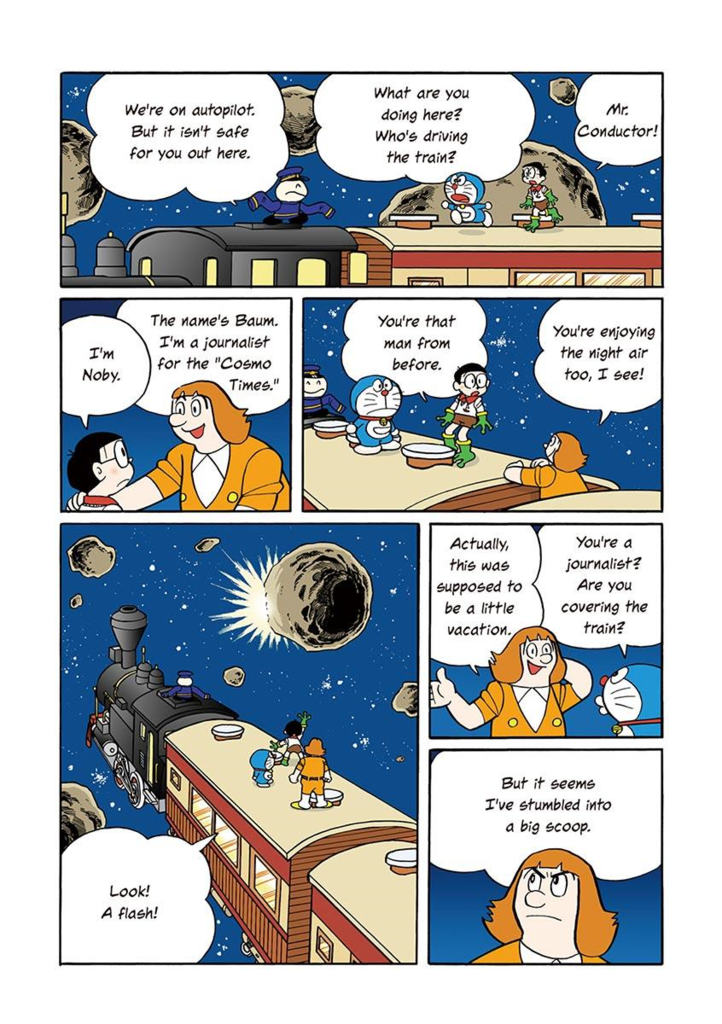 Mr.
Conductor!
What are you
doing here?
Who's driving
the train?
We're on autopilot.
But it isn't safe
for you out here.
You're enjoying
the night air
too, I see!
You're that
man from
before.
The name's Baum.
I'm a journalist
for the "Cosmo
Times."
I'm
Noby.
You're a
journalist?
Are you
covering the
train?
Actually,
this was
supposed to
be a little
vacation.
But it seems
I've stumbled into
a big scoop.
Look!
A flash!